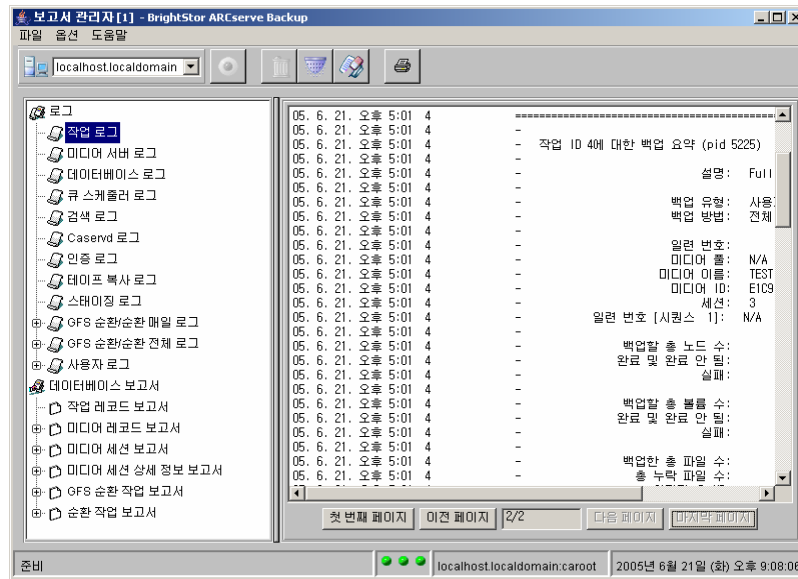 보고서 관리자[1] - BrightStor ARCserve Backup
파일 옵션 도움말
localhost.localdomain
로그
작업 로그
미디어 서버 로그
데이터베이스 로그
큐 스케줄러 로그
검색 로그
Caservd 로그
인증 로그
테이프 복사 로그
스테이징 로그
GFS 순환/순환 매일 로그
GFS 순환/순환 전체 로그
사용자 로그
데이터베이스 보고서
작업 레코드 보고서
미디어 레코드 보고서
미디어 세션 보고서
미디어 세션 상세 정보 보고서
GFS 순환 작업 보고서
순환 작업 보고서
05. 6. 21. 오후 5:01 4 ========================================
05. 6. 21. 오후 5:01 4 -
05. 6. 21. 오후 5:01 4 - 작업 ID 4에 대한 백업 요약 (pid 5225)
05. 6. 21. 오후 5:01 4 -
05. 6. 21. 오후 5:01 4 - 설명: Full
05. 6. 21. 오후 5:01 4 -
05. 6. 21. 오후 5:01 4 - 백업 유형: 사용
05. 6. 21. 오후 5:01 4 - 백업 방법: 전체
05. 6. 21. 오후 5:01 4 -
05. 6. 21. 오후 5:01 4 - 일련 번호:
05. 6. 21. 오후 5:01 4 - 미디어 풀: N/A
05. 6. 21. 오후 5:01 4 - 미디어 이름: TEST
05. 6. 21. 오후 5:01 4 - 미디어 ID: E1C9
05. 6. 21. 오후 5:01 4 - 세션: 3
05. 6. 21. 오후 5:01 4 - 일련 번호 [시퀀스 1]: N/A
05. 6. 21. 오후 5:01 4 -
05. 6. 21. 오후 5:01 4 - 백업할 총 노드 수:
05. 6. 21. 오후 5:01 4 - 완료 및 완료 안 됨:
05. 6. 21. 오후 5:01 4 - 실패:
05. 6. 21. 오후 5:01 4 -
05. 6. 21. 오후 5:01 4 - 백업할 총 볼륨 수:
05. 6. 21. 오후 5:01 4 - 완료 및 완료 안 됨:
05. 6. 21. 오후 5:01 4 - 실패:
05. 6. 21. 오후 5:01 4 -
05. 6. 21. 오후 5:01 4 - 백업한 총 파일 수:
05. 6. 21. 오후 5:01 4 - 총 누락 파일 수:
첫 번째 페이지 이전 페이지 2/2 다음 페이지 마지막 페이지
준비 localhost.localdomain:caroot 2005년 6월 21일 (화) 오후 9:08:06